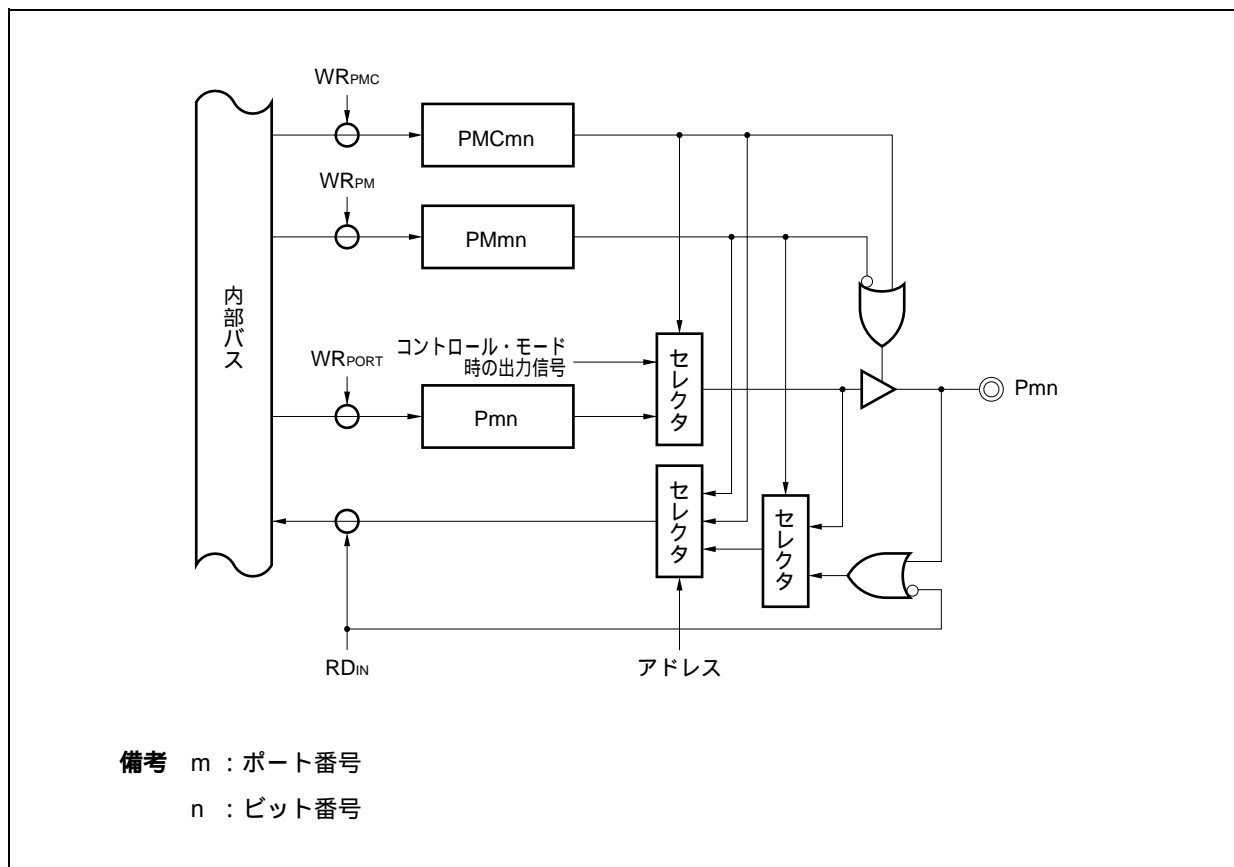 WRPMC
PMCmn
WRPM
PMmn
内部バス
コントロール・モード
時の出力信号
セレクタ
WRPORT
Pmn
Pmn
セレクタ
セレクタ
RDIN
アドレス
備考 m : ポート番号
n : ビット番号